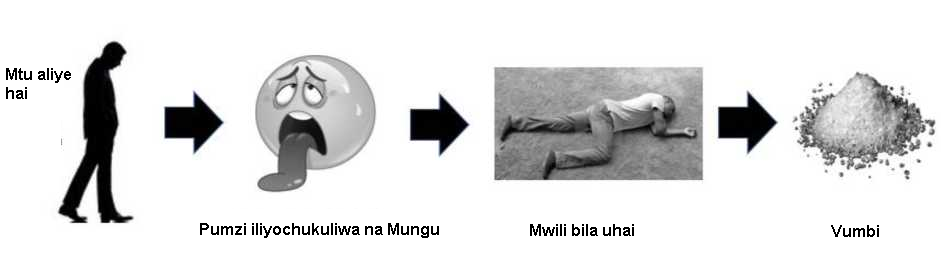 Mtu aliye
hai
Pumzi iliyochukuliwa na Mungu
Mwili bila uhai
Vumbi